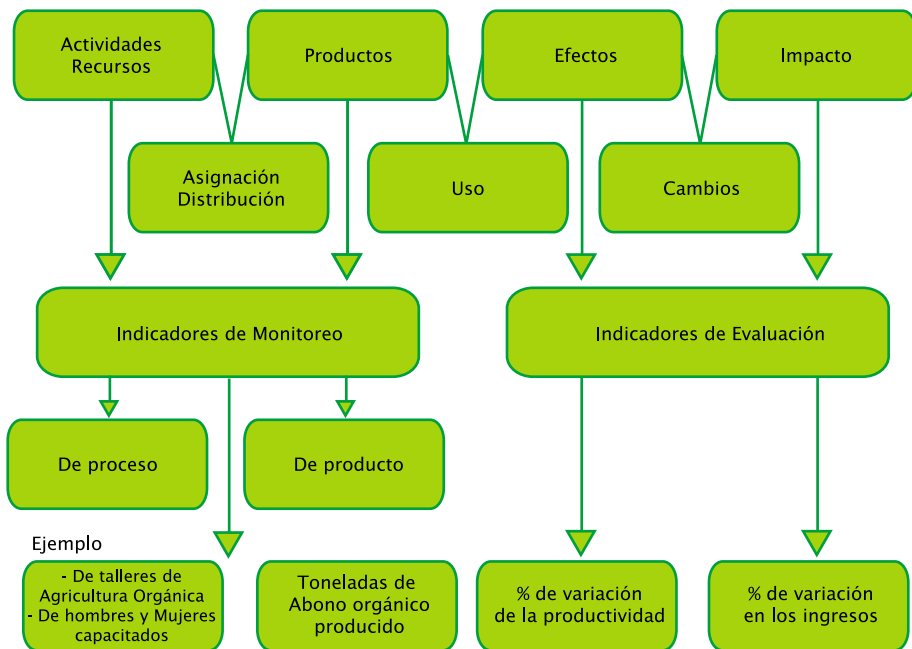 Actividades
Recursos
Productos
Efectos
Impacto
Asignación
Distribución
Uso
Cambios
Indicadores de Monitoreo
Indicadores de Evaluación
De proceso
De producto
Ejemplo
- De talleres de
Agricultura Orgánica
- De hombres y Mujeres
capacitados
Toneladas de
Abono orgánico
producido
% de variación
de la productividad
% de variación
en los ingresos